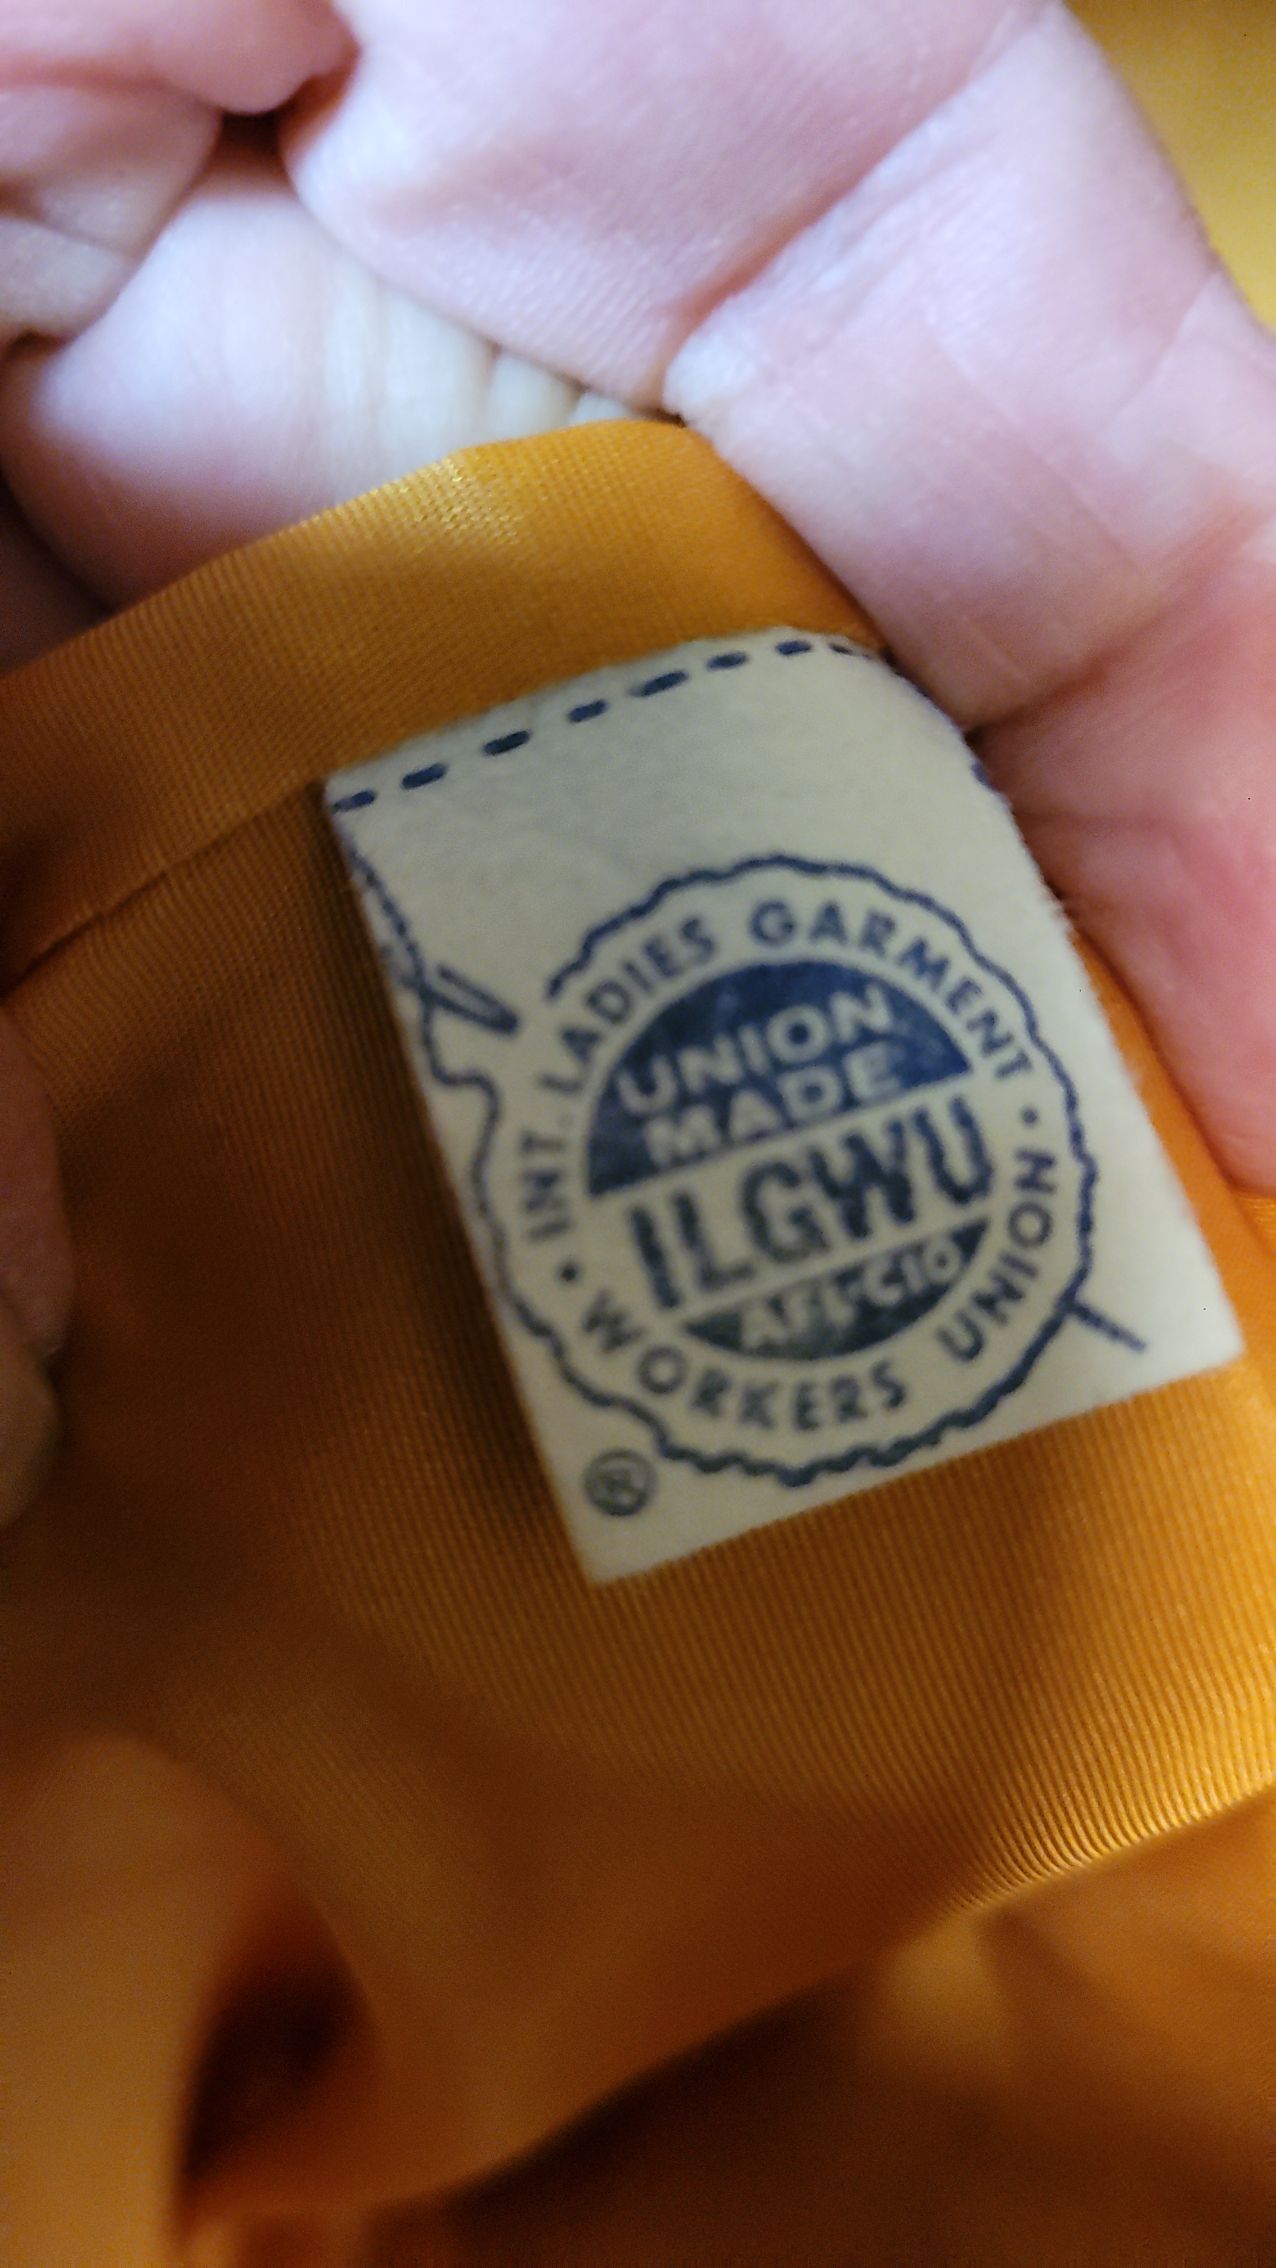 INT. LADIES GARMENT
WORKERS UNION
UNION
MADE
ILGWU
AFL-CIO
®